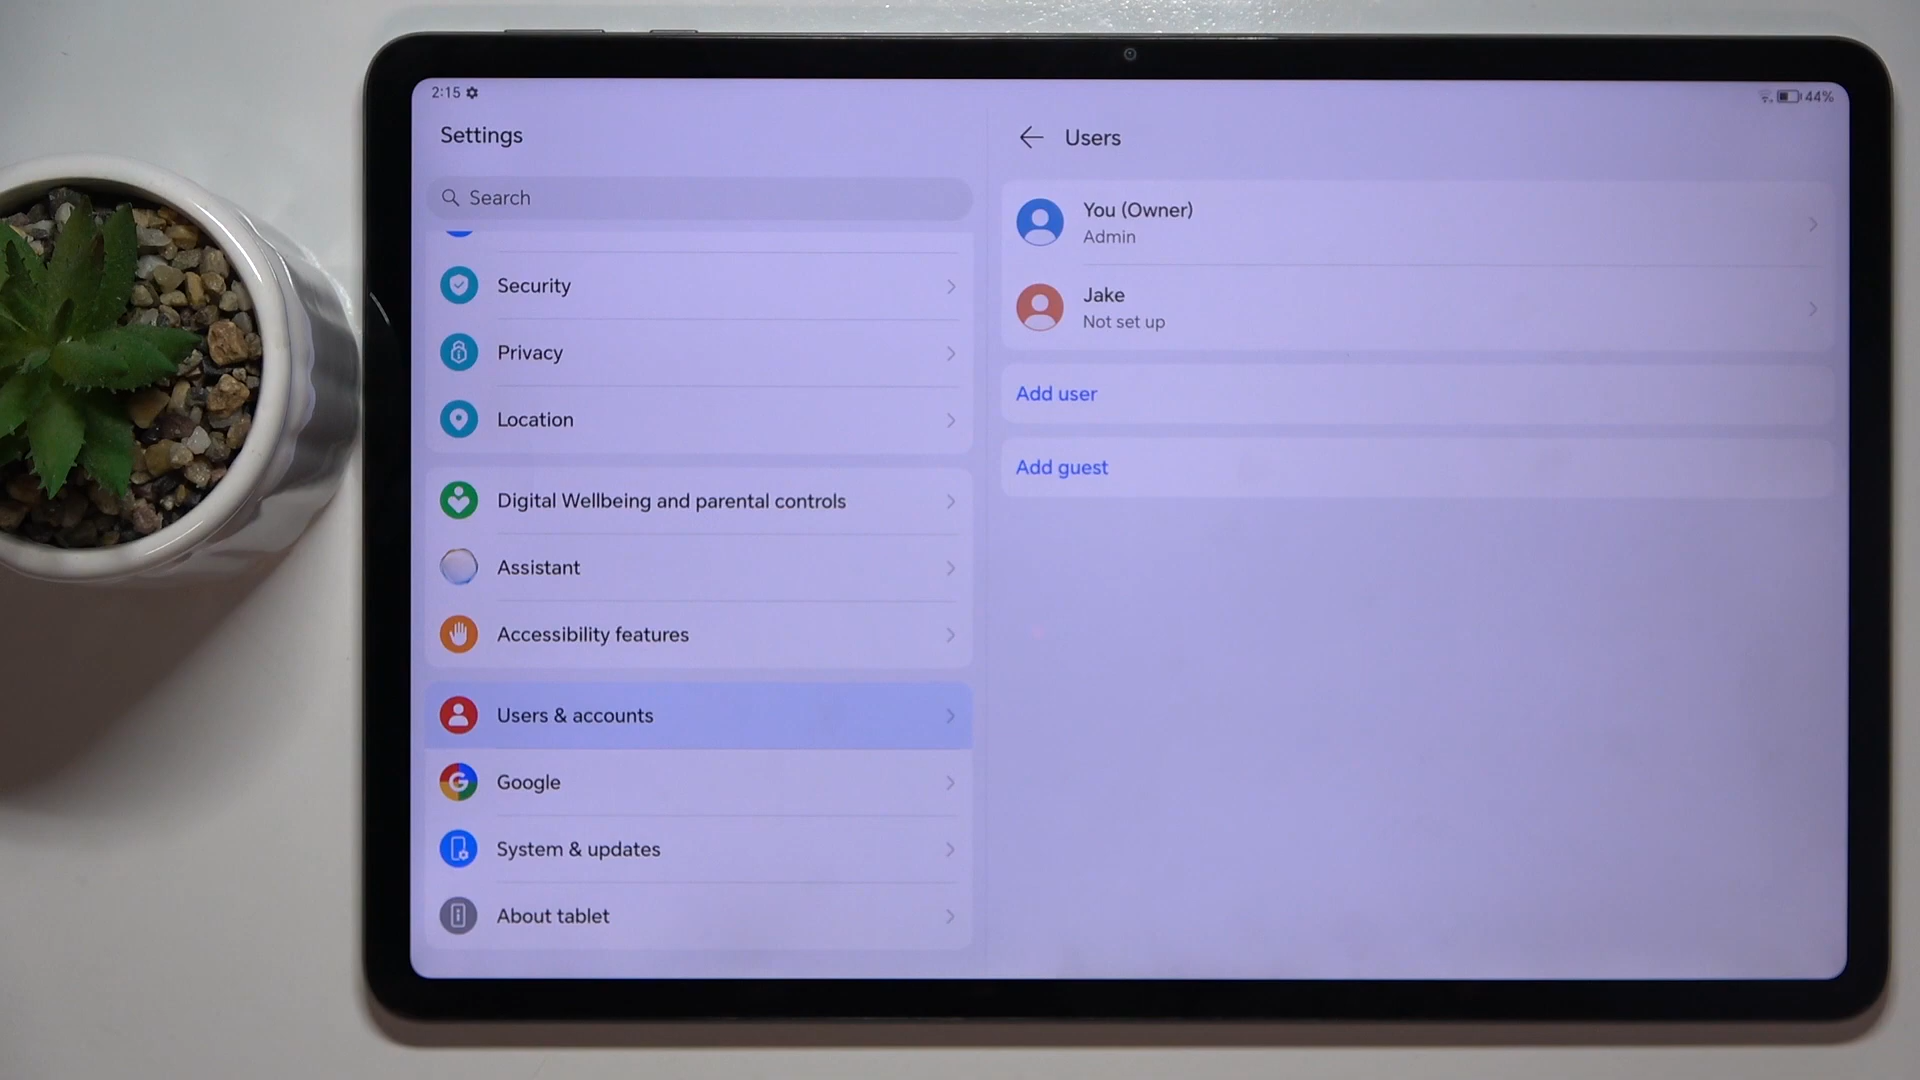 2:15
44%
Settings
Search
Security
Privacy
Location
Digital Wellbeing and parental controls
Assistant
Accessibility features
Users & accounts
Google
System & updates
About tablet
Users
You (Owner)
Admin
Jake
Not set up
Add user
Add guest